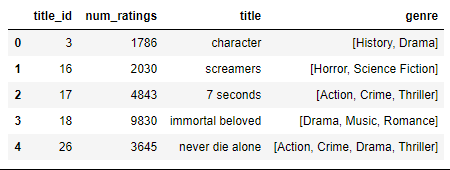 title_id num_ratings title genre
0 3 1786 character [History, Drama]
1 16 2030 screamers [Horror, Science Fiction]
2 17 4843 7 seconds [Action, Crime, Thriller]
3 18 9830 immortal beloved [Drama, Music, Romance]
4 26 3645 never die alone [Action, Crime, Drama, Thriller]